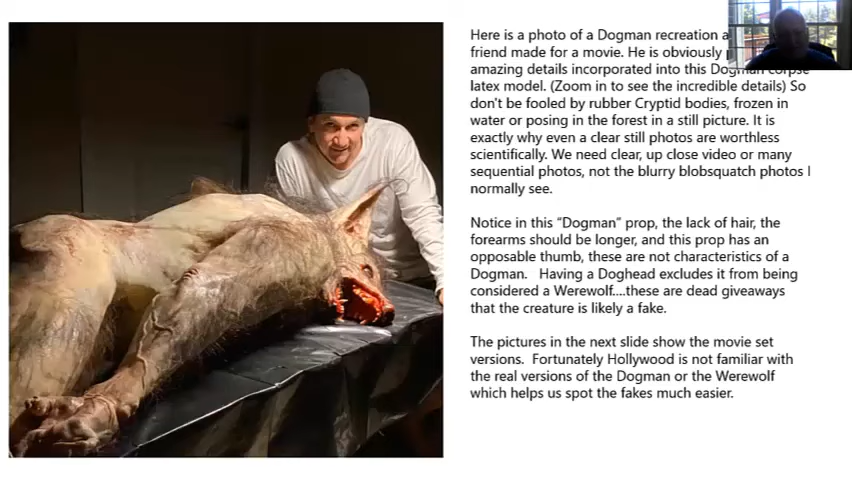 Here is a photo of a Dogman recreation a
friend made for a movie. He is obviously
amazing details incorporated into this Dogman corpse
latex model. (Zoom in to see the incredible details) So
don't be fooled by rubber Cryptid bodies, frozen in
water or posing in the forest in a still picture. It is
exactly why even a clear still photos are worthless
scientifically. We need clear, up close video or many
sequential photos, not the blurry blobsquatch photos I
normally see.
Notice in this "Dogman" prop, the lack of hair, the
forearms should be longer, and this prop has an
opposable thumb, these are not characteristics of a
Dogman. Having a Doghead excludes it from being
considered a Werewolf....these are dead giveaways
that the creature is likely a fake.
The pictures in the next slide show the movie set
versions. Fortunately Hollywood is not familiar with
the real versions of the Dogman or the Werewolf
which helps us spot the fakes much easier.